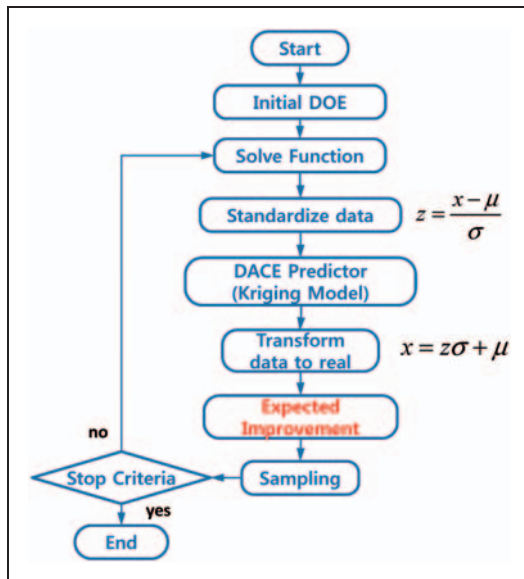 Start
Initial DOE
Solve Function
Standardize data
z = (x − μ) / σ
DACE Predictor
(Kriging Model)
Transform
data to real
x = zσ + μ
Expected
Improvement
Sampling
Stop Criteria
no
yes
End